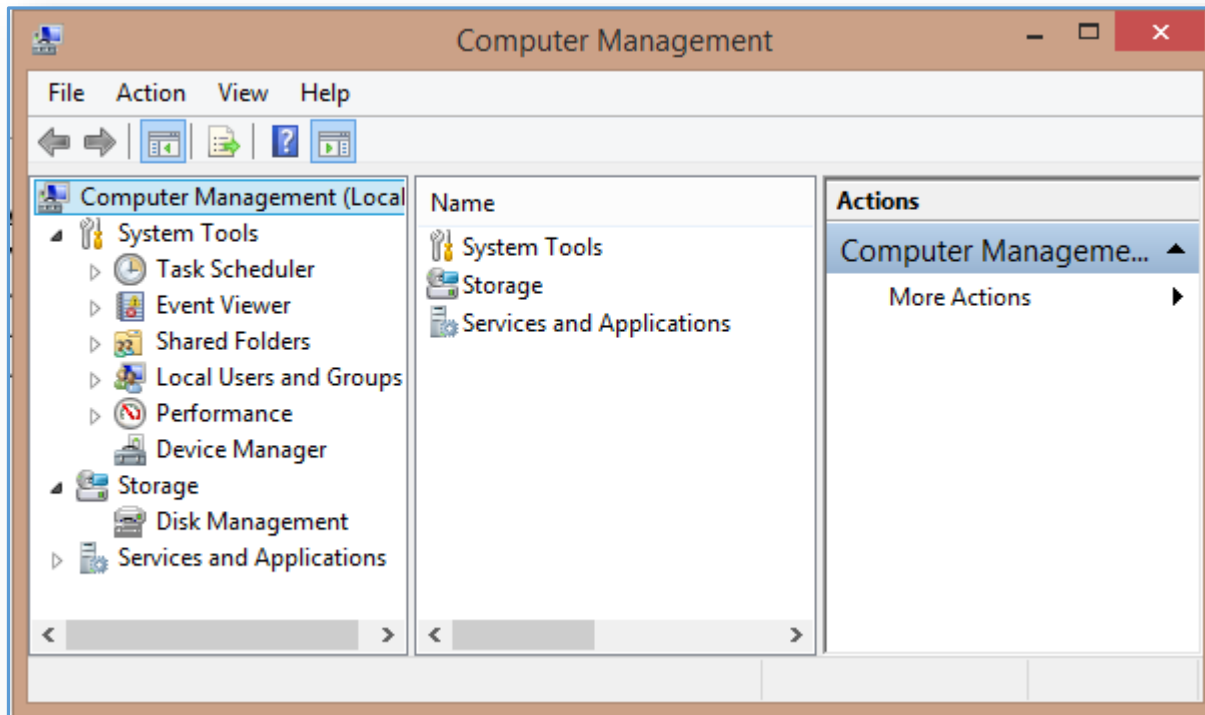 Computer Management
File Action View Help
Computer Management (Local
System Tools
Task Scheduler
Event Viewer
Shared Folders
Local Users and Groups
Performance
Device Manager
Storage
Disk Management
Services and Applications
Name
System Tools
Storage
Services and Applications
Actions
Computer Manageme...
More Actions